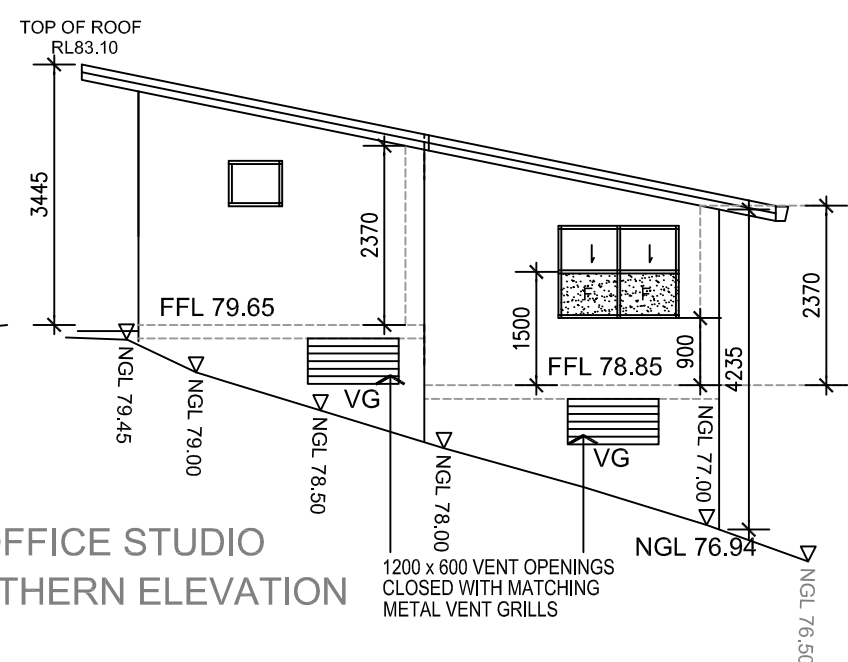 TOP OF ROOF
RL83.10
3445
2370
FFL 79.65
1500
FFL 78.85
900
4235
2370
VG
VG
NGL 79.45
NGL 79.00
NGL 78.50
NGL 78.00
NGL 77.00
NGL 76.94
NGL 76.50
F
F
1200 x 600 VENT OPENINGS
CLOSED WITH MATCHING
METAL VENT GRILLS
OFFICE STUDIO
THERN ELEVATION